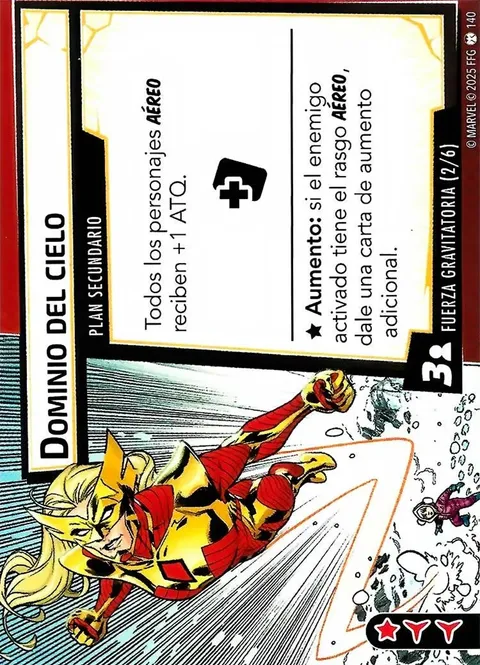 DOMINIO DEL CIELO
PLAN SECUNDARIO
Todos los personajes AÉREO
reciben +1 ATQ.
★ Aumento: si el enemigo
activado tiene el rasgo AÉREO,
dale una carta de aumento
adicional.
3
FUERZA GRAVITATORIA (2/6)
© MARVEL © 2025 FFG 140